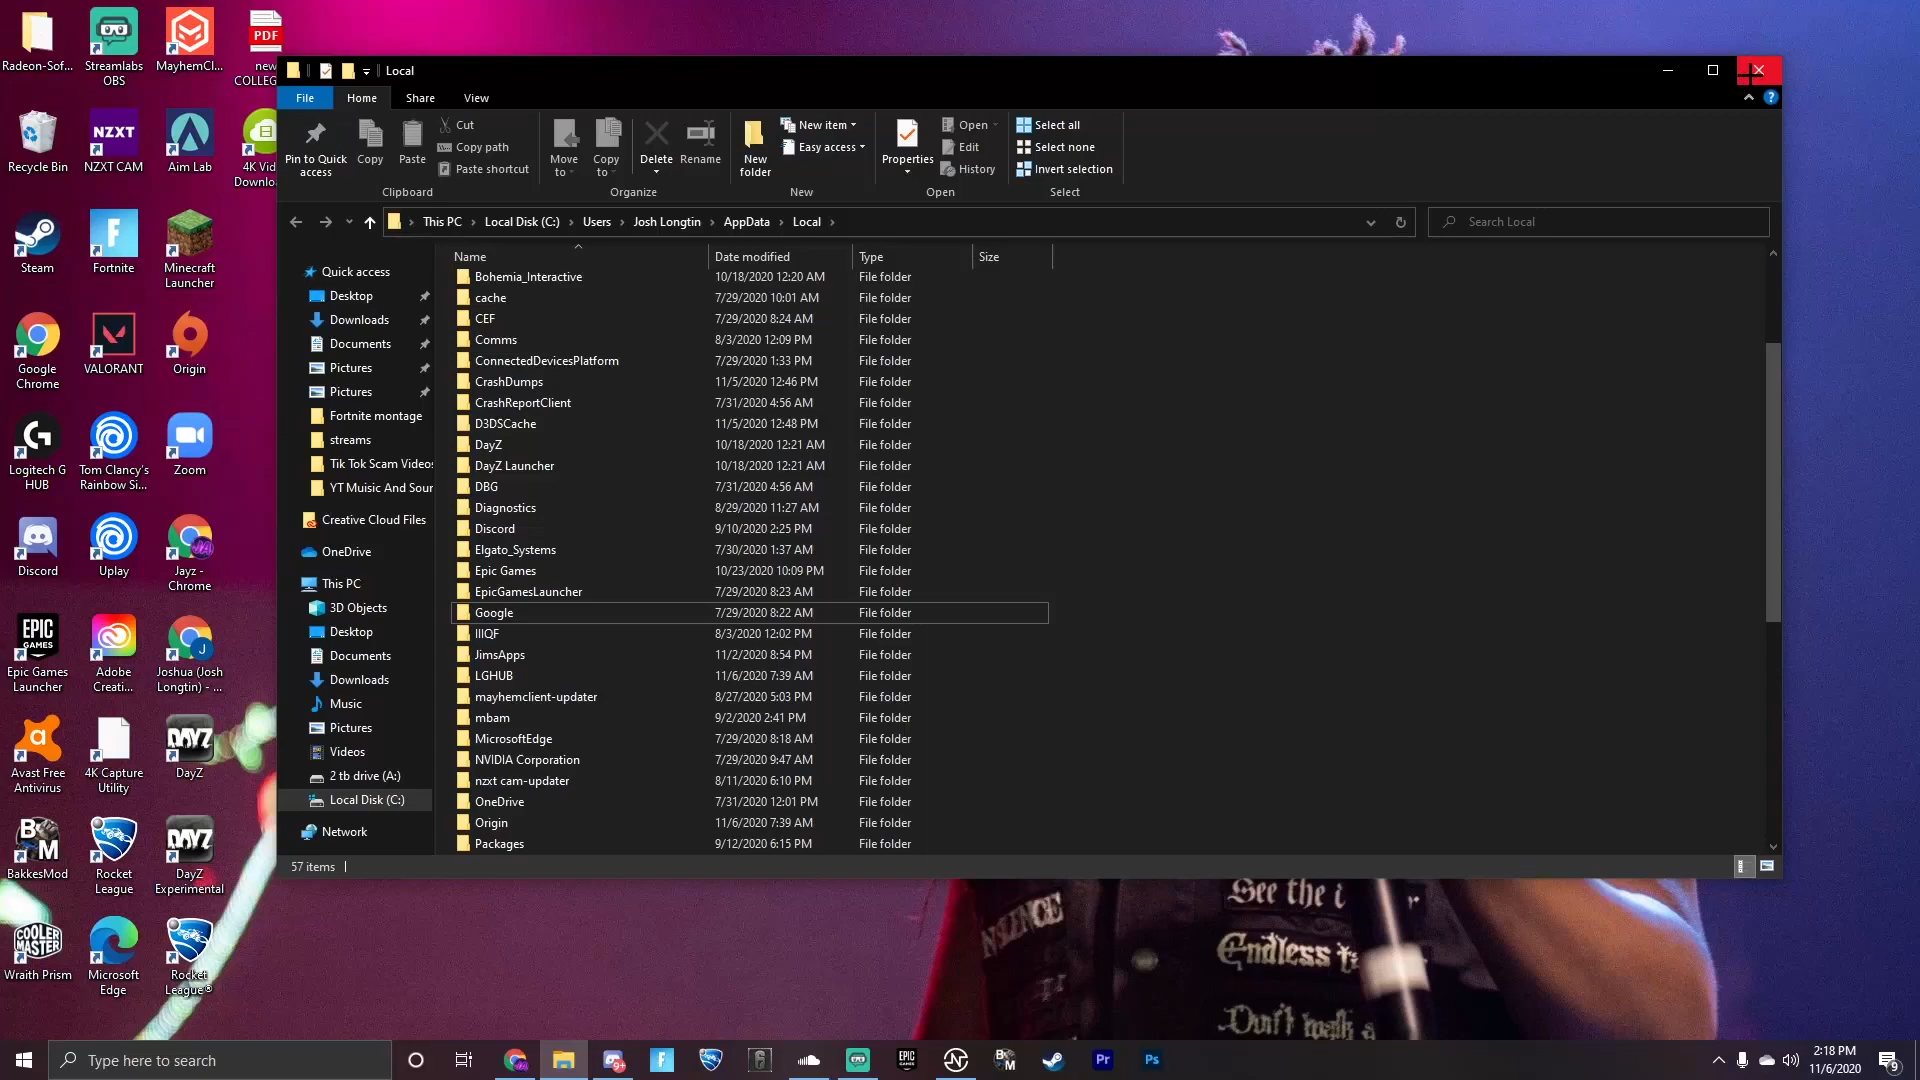 Radeon-Sof...
Streamlabs
OBS
MayhemCl...
PDF
new
COLLEG
Recycle Bin
NZXT
NZXT CAM
Aim Lab
4K Vid
Downlo
Steam
Fortnite
Minecraft
Launcher
Google
Chrome
VALORANT
Origin
Logitech G
HUB
Tom Clancy's
Rainbow Si...
Zoom
Discord
Uplay
Jayz -
Chrome
EPIC
GAMES
Epic Games
Launcher
Adobe
Creati...
Joshua (Josh
Longtin) - ...
Avast Free
Antivirus
4K Capture
Utility
DAYZ
DayZ
BakkesMod
Rocket
League
DAYZ
DayZ
Experimental
COOLER
MASTER
Wraith Prism
Microsoft
Edge
Rocket
League®
Local
File
Home
Share
View
Pin to Quick
access
Copy
Paste
Cut
Copy path
Paste shortcut
Clipboard
Move
to
Copy
to
Delete
Rename
Organize
New
folder
New item
Easy access
New
Properties
Open
Edit
History
Open
Select all
Select none
Invert selection
Select
This PC > Local Disk (C:) > Users > Josh Longtin > AppData > Local >
Search Local
Quick access
Desktop
Downloads
Documents
Pictures
Pictures
Fortnite montage
streams
Tik Tok Scam Videos
YT Muisic And Sour
Creative Cloud Files
OneDrive
This PC
3D Objects
Desktop
Documents
Downloads
Music
Pictures
Videos
2 tb drive (A:)
Local Disk (C:)
Network
Name Date modified Type Size
Bohemia_Interactive 10/18/2020 12:20 AM File folder
cache 7/29/2020 10:01 AM File folder
CEF 7/29/2020 8:24 AM File folder
Comms 8/3/2020 12:09 PM File folder
ConnectedDevicesPlatform 7/29/2020 1:33 PM File folder
CrashDumps 11/5/2020 12:46 PM File folder
CrashReportClient 7/31/2020 4:56 AM File folder
D3DSCache 11/5/2020 12:48 PM File folder
DayZ 10/18/2020 12:21 AM File folder
DayZ Launcher 10/18/2020 12:21 AM File folder
DBG 7/31/2020 4:56 AM File folder
Diagnostics 8/29/2020 11:27 AM File folder
Discord 9/10/2020 2:25 PM File folder
Elgato_Systems 7/30/2020 1:37 AM File folder
Epic Games 10/23/2020 10:09 PM File folder
EpicGamesLauncher 7/29/2020 8:23 AM File folder
Google 7/29/2020 8:22 AM File folder
8/3/2020 12:02 PM File folder
JimsApps 11/2/2020 8:54 PM File folder
LGHUB 11/6/2020 7:39 AM File folder
mayhemclient-updater 8/27/2020 5:03 PM File folder
mbam 9/2/2020 2:41 PM File folder
MicrosoftEdge 7/29/2020 8:18 AM File folder
NVIDIA Corporation 7/29/2020 9:47 AM File folder
nzxt cam-updater 8/11/2020 6:10 PM File folder
OneDrive 7/31/2020 12:01 PM File folder
Origin 11/6/2020 7:39 AM File folder
Packages 9/12/2020 6:15 PM File folder
57 items
See the
Endless
Don't walk a
Type here to search
9+
EPIC
GAMES
Pr
Ps
2:18 PM
11/6/2020
9